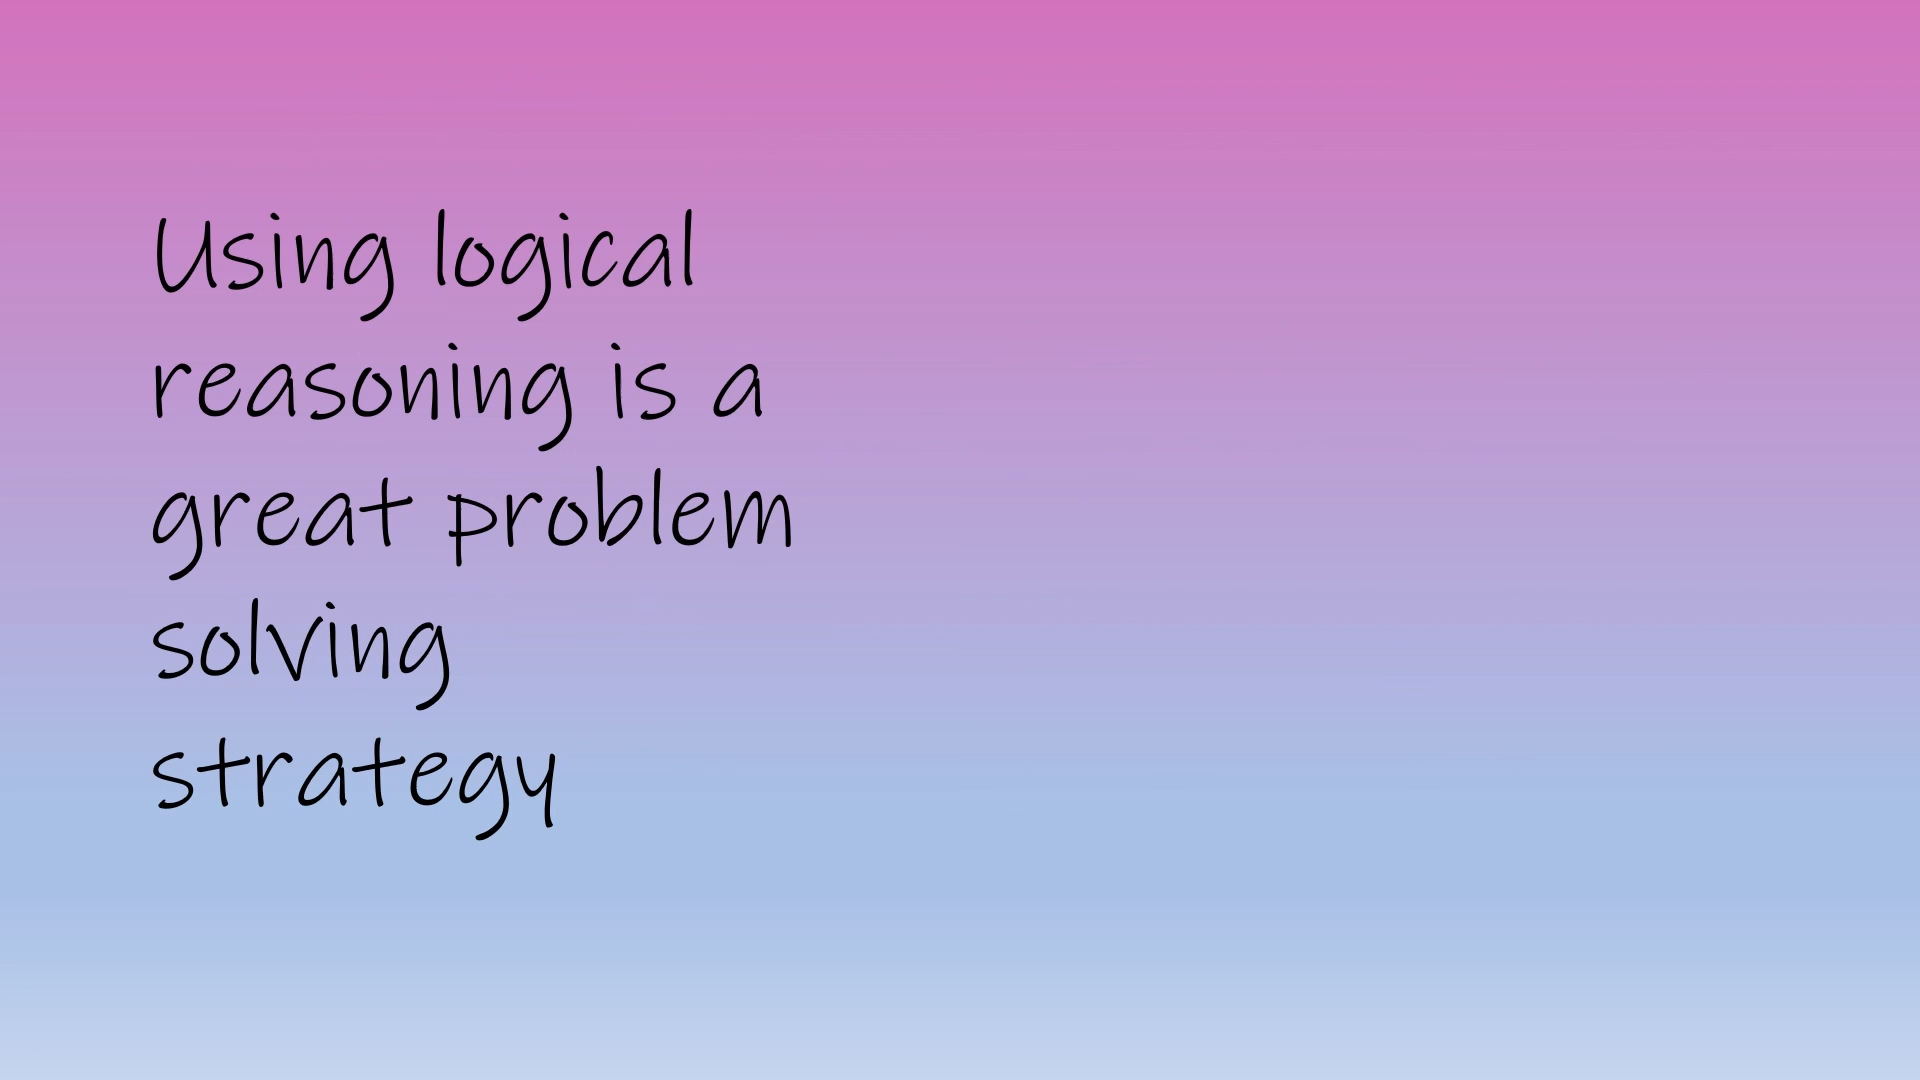 Using logical
reasoning is a
great problem
solving
strategy